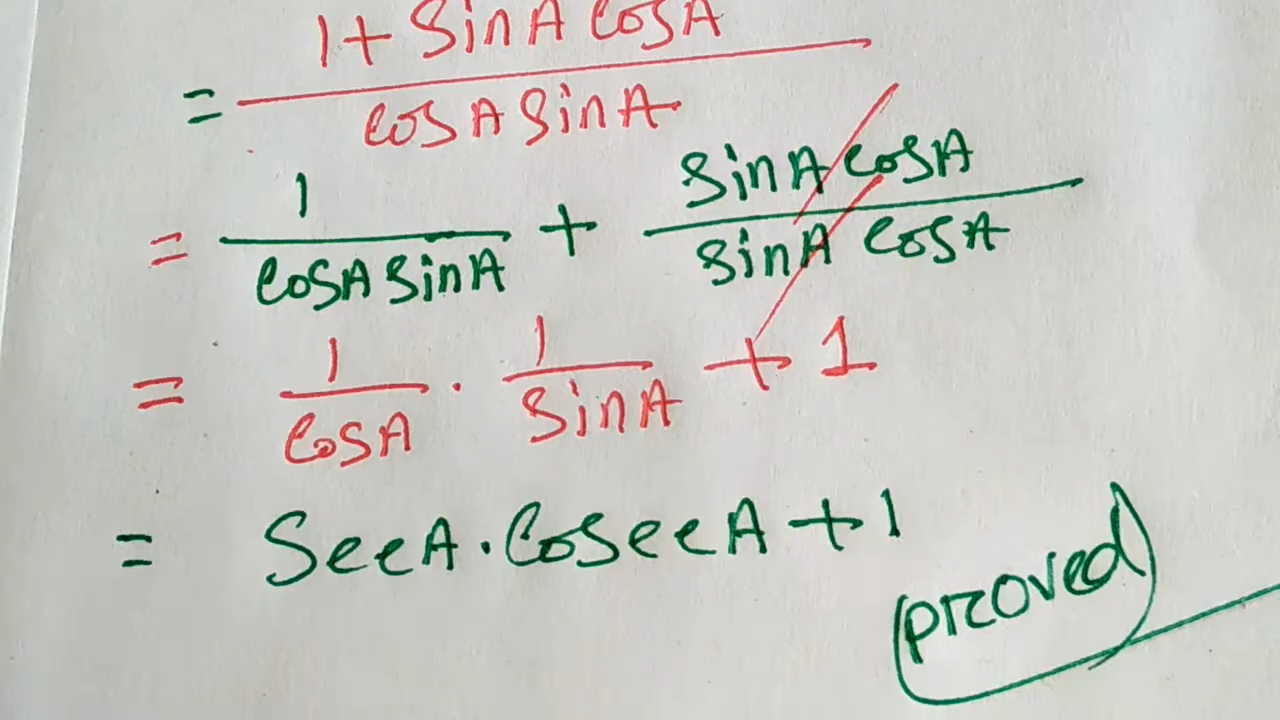 = 1 + sinA cosA / cosA sinA
= 1 / cosA sinA + sinA cosA / sinA cosA
= 1 / cosA . 1 / sinA + 1
= secA . cosecA + 1
(proved)